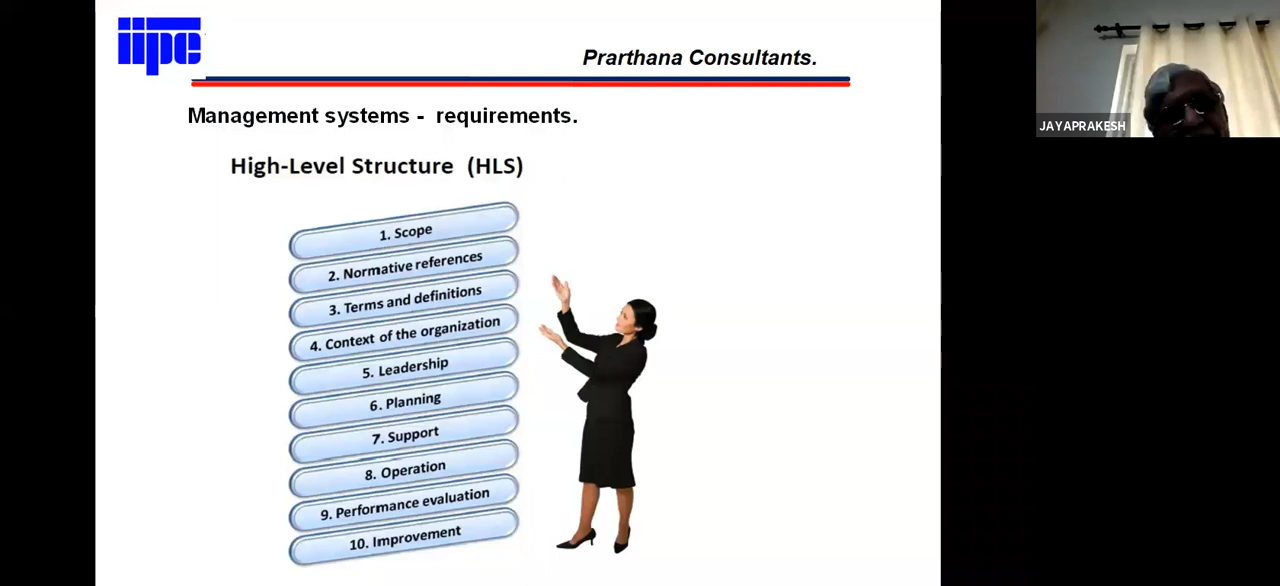 iipe
Prarthana Consultants.
Management systems - requirements.
High-Level Structure (HLS)
1. Scope
2. Normative references
3. Terms and definitions
4. Context of the organization
5. Leadership
6. Planning
7. Support
8. Operation
9. Performance evaluation
10. Improvement
JAYAPRAKESH